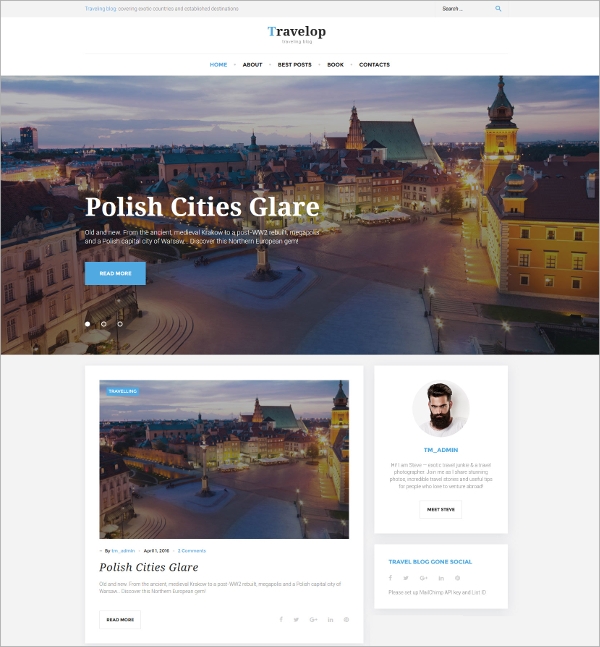 Traveling blog, covering exotic countries and established destinations
Search...
Travelop
traveling blog
HOME • ABOUT • BEST POSTS • BOOK • CONTACTS
Polish Cities Glare
Old and new. From the ancient, medieval Krakow to a post-WW2 rebuilt, megapolis
and a Polish capital city of Warsaw... Discover this Northern European gem!
READ MORE
TRAVELLING
By tm_admin • April 1, 2016 • 2 Comments
Polish Cities Glare
Old and new. From the ancient, medieval Krakow to a post-WW2 rebuilt, megapolis and a Polish capital city of
Warsaw... Discover this Northern European gem!
READ MORE
TM_ADMIN
Hi! I am Steve – exotic travel junkie & a travel
photographer. Join me as I share stunning
photos, incredible travel stories and useful tips
for people who love to venture abroad!
MEET STEVE
TRAVEL BLOG GONE SOCIAL
Please set up MailChimp API key and List ID